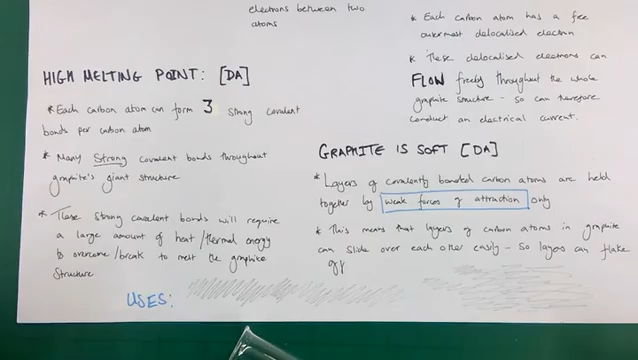 electrons between two
atoms
HIGH MELTING POINT: [DA]
* Each carbon atom can form 3 strong covalent
bonds per carbon atom
* Many Strong covalent bonds throughout
graphite's giant structure
* These strong covalent bonds will require
a large amount of heat/thermal energy
to overcome/break to melt the graphite
structure
USES:
* Each carbon atom has a free
outermost delocalised electron
* These delocalised electrons can
FLOW freely throughout the whole
graphite structure - so can therefore
conduct an electrical current.
GRAPHITE IS SOFT [DA]
* Layers of covalently bonded carbon atoms are held
together by weak forces of attraction only
* This means that layers of carbon atoms in graphite
can slide over each other easily - so layers can flake
off